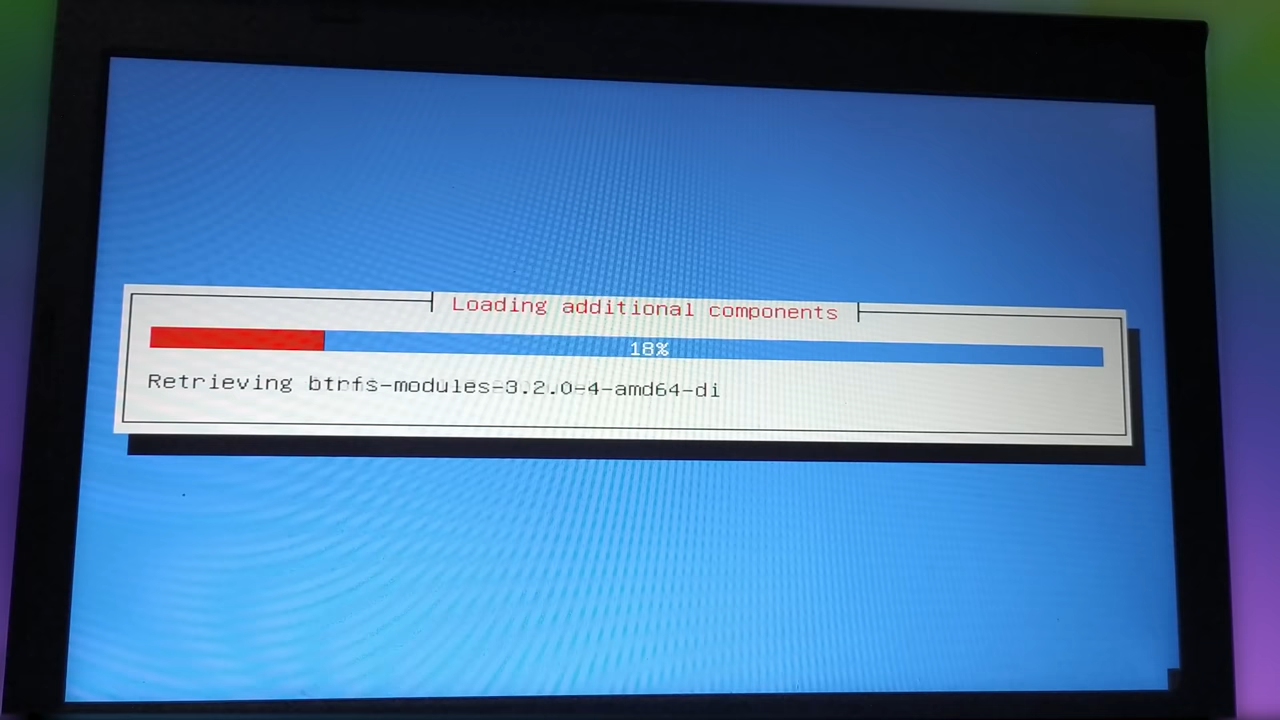 Loading additional components
18%
Retrieving btrfs-modules-3.2.0-4-amd64-di